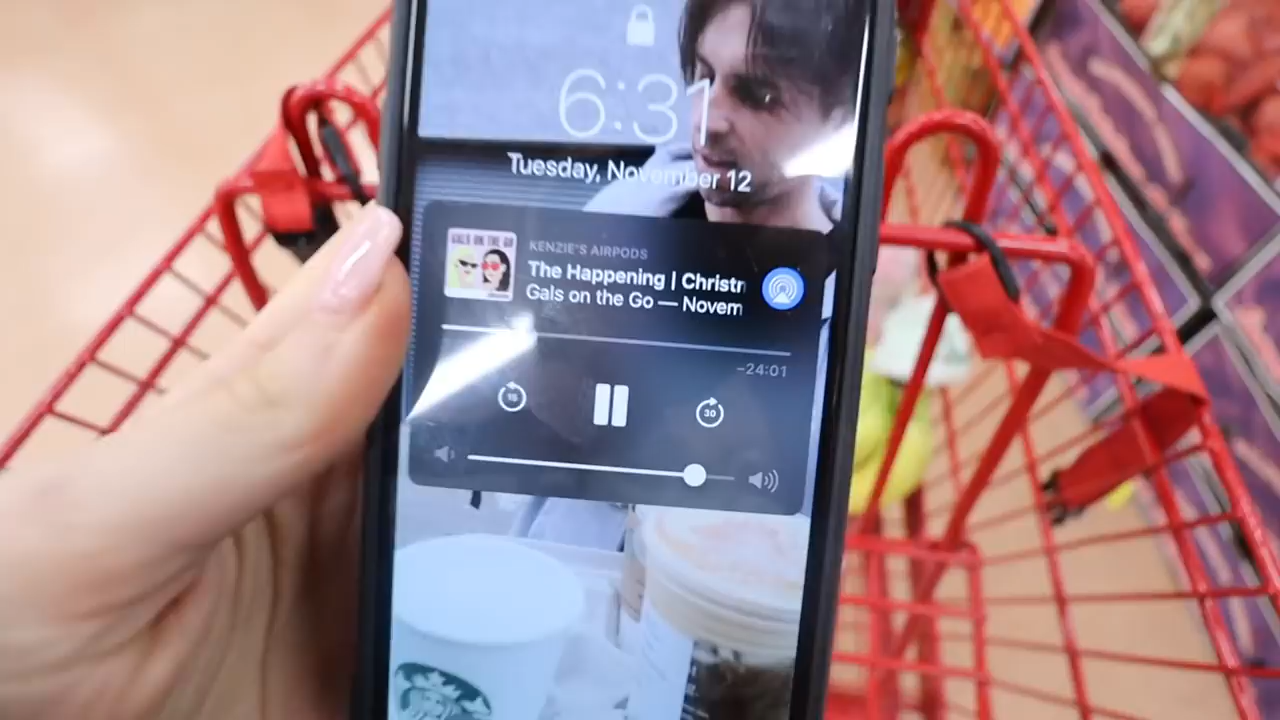 6:31
Tuesday, November 12
GALS ON THE GO
KENZIE'S AIRPODS
The Happening | Christm
Gals on the Go — Novem
-24:01
15
30